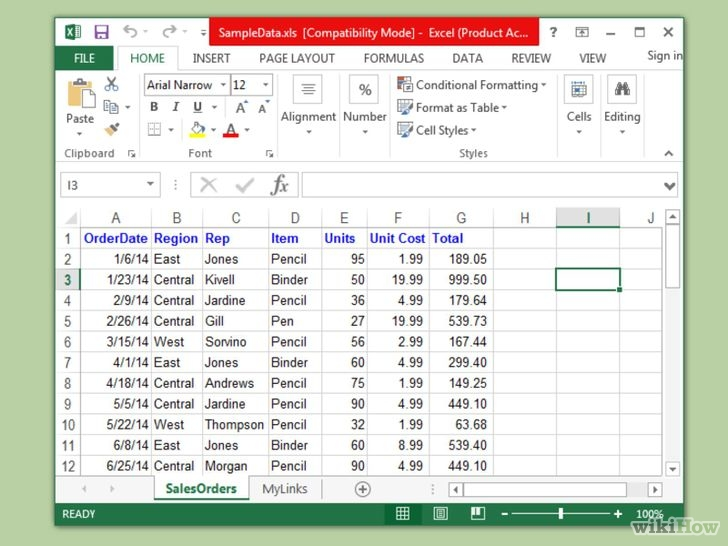 SampleData.xls [Compatibility Mode] - Excel (Product Ac...
FILE HOME INSERT PAGE LAYOUT FORMULAS DATA REVIEW VIEW Sign in
Paste
Arial Narrow 12
B I U A A
A
Alignment
%
Number
Conditional Formatting
Format as Table
Cell Styles
Cells
Editing
Clipboard Font Styles
I3 fx
A B C D E F G H I J
1 OrderDate Region Rep Item Units Unit Cost Total
2 1/6/14 East Jones Pencil 95 1.99 189.05
3 1/23/14 Central Kivell Binder 50 19.99 999.50
4 2/9/14 Central Jardine Pencil 36 4.99 179.64
5 2/26/14 Central Gill Pen 27 19.99 539.73
6 3/15/14 West Sorvino Pencil 56 2.99 167.44
7 4/1/14 East Jones Binder 60 4.99 299.40
8 4/18/14 Central Andrews Pencil 75 1.99 149.25
9 5/5/14 Central Jardine Pencil 90 4.99 449.10
10 5/22/14 West Thompson Pencil 32 1.99 63.68
11 6/8/14 East Jones Binder 60 8.99 539.40
12 6/25/14 Central Morgan Pencil 90 4.99 449.10
SalesOrders MyLinks
READY 100%
wikiHow